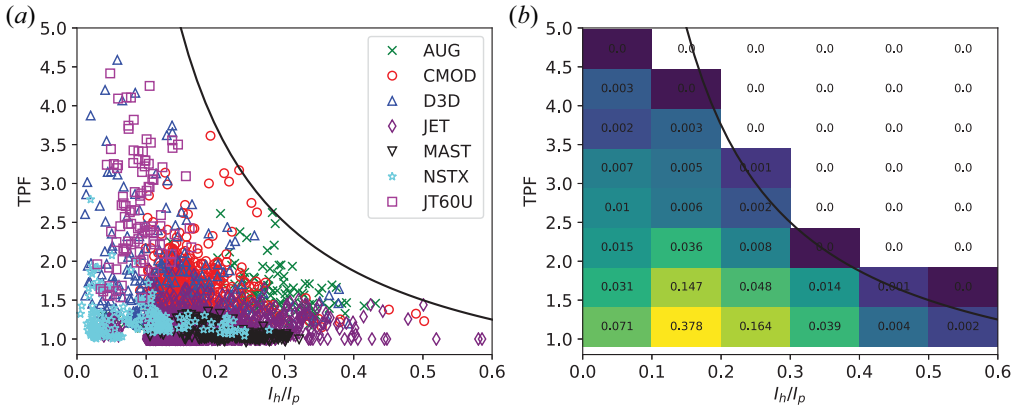 (a)
TPF
5.0
4.5
4.0
3.5
3.0
2.5
2.0
1.5
1.0
AUG
CMOD
D3D
JET
MAST
NSTX
JT60U
0.0 0.1 0.2 0.3 0.4 0.5 0.6
I_h/I_p
(b)
TPF
5.0
4.5
4.0
3.5
3.0
2.5
2.0
1.5
1.0
0.0 0.0 0.0 0.0 0.0 0.0
0.003 0.0 0.0 0.0 0.0 0.0
0.002 0.003 0.0 0.0 0.0 0.0
0.007 0.005 0.001 0.0 0.0 0.0
0.01 0.006 0.002 0.0 0.0 0.0
0.015 0.036 0.008 0.0 0.0 0.0
0.031 0.147 0.048 0.014 0.001 0.0
0.071 0.378 0.164 0.039 0.004 0.002
0.0 0.1 0.2 0.3 0.4 0.5 0.6
I_h/I_p